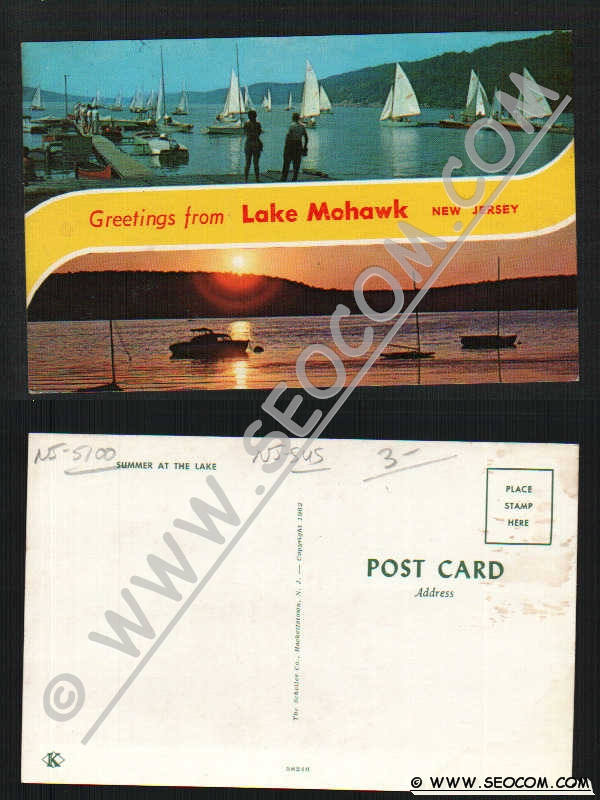 Greetings from Lake Mohawk NEW JERSEY
NJ-5100
NJ-545
3-
SUMMER AT THE LAKE
PLACE
STAMP
HERE
POST CARD
Address
The Scheller Co., Hackettstown, N. J. — Copyright 1962
K
58240
© WWW.SEOCOM.COM
© WWW.SEOCOM.COM